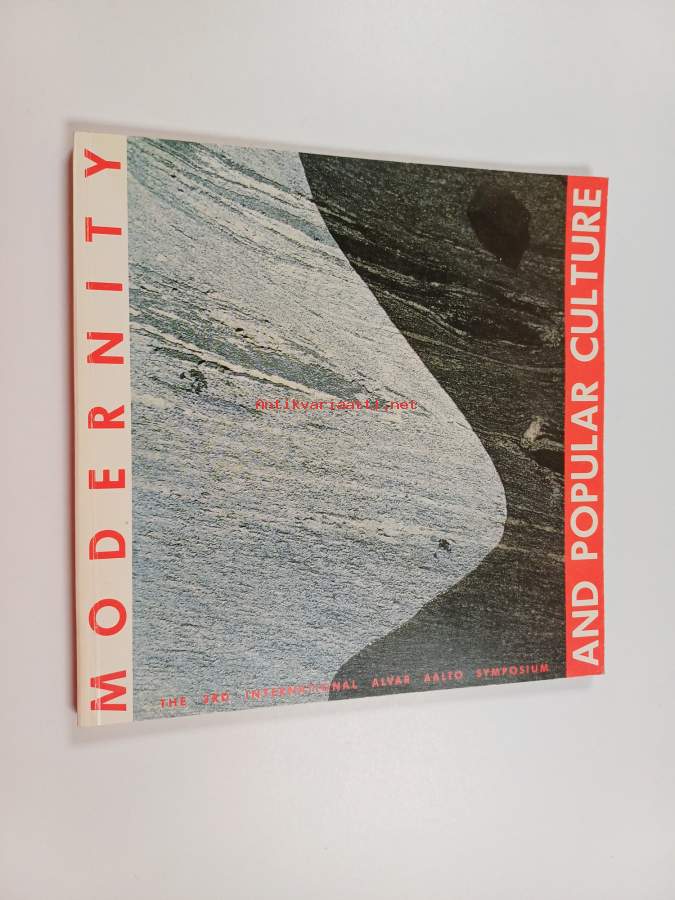 MODERNITY
AND POPULAR CULTURE
Antikvariaatti.net
THE 3RD INTERNATIONAL ALVAR AALTO SYMPOSIUM